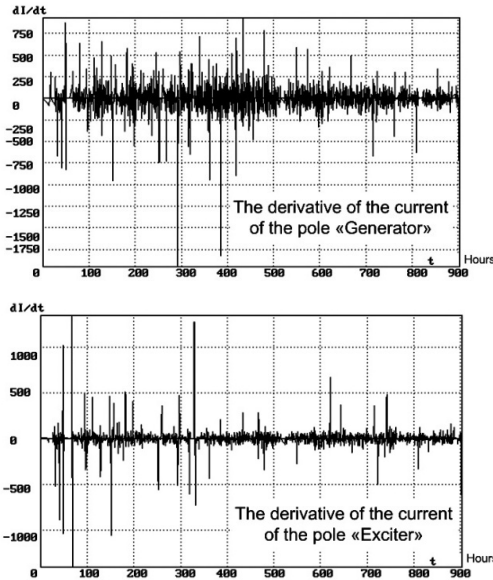 dI/dt
750
500
250
0
-250
-500
-750
-1000
-1250
-1500
-1750
The derivative of the current
of the pole «Generator»
t
Hours
0 100 200 300 400 500 600 700 800 900
dI/dt
1000
500
0
-500
-1000
The derivative of the current
of the pole «Exciter»
t
Hours
0 100 200 300 400 500 600 700 800 900